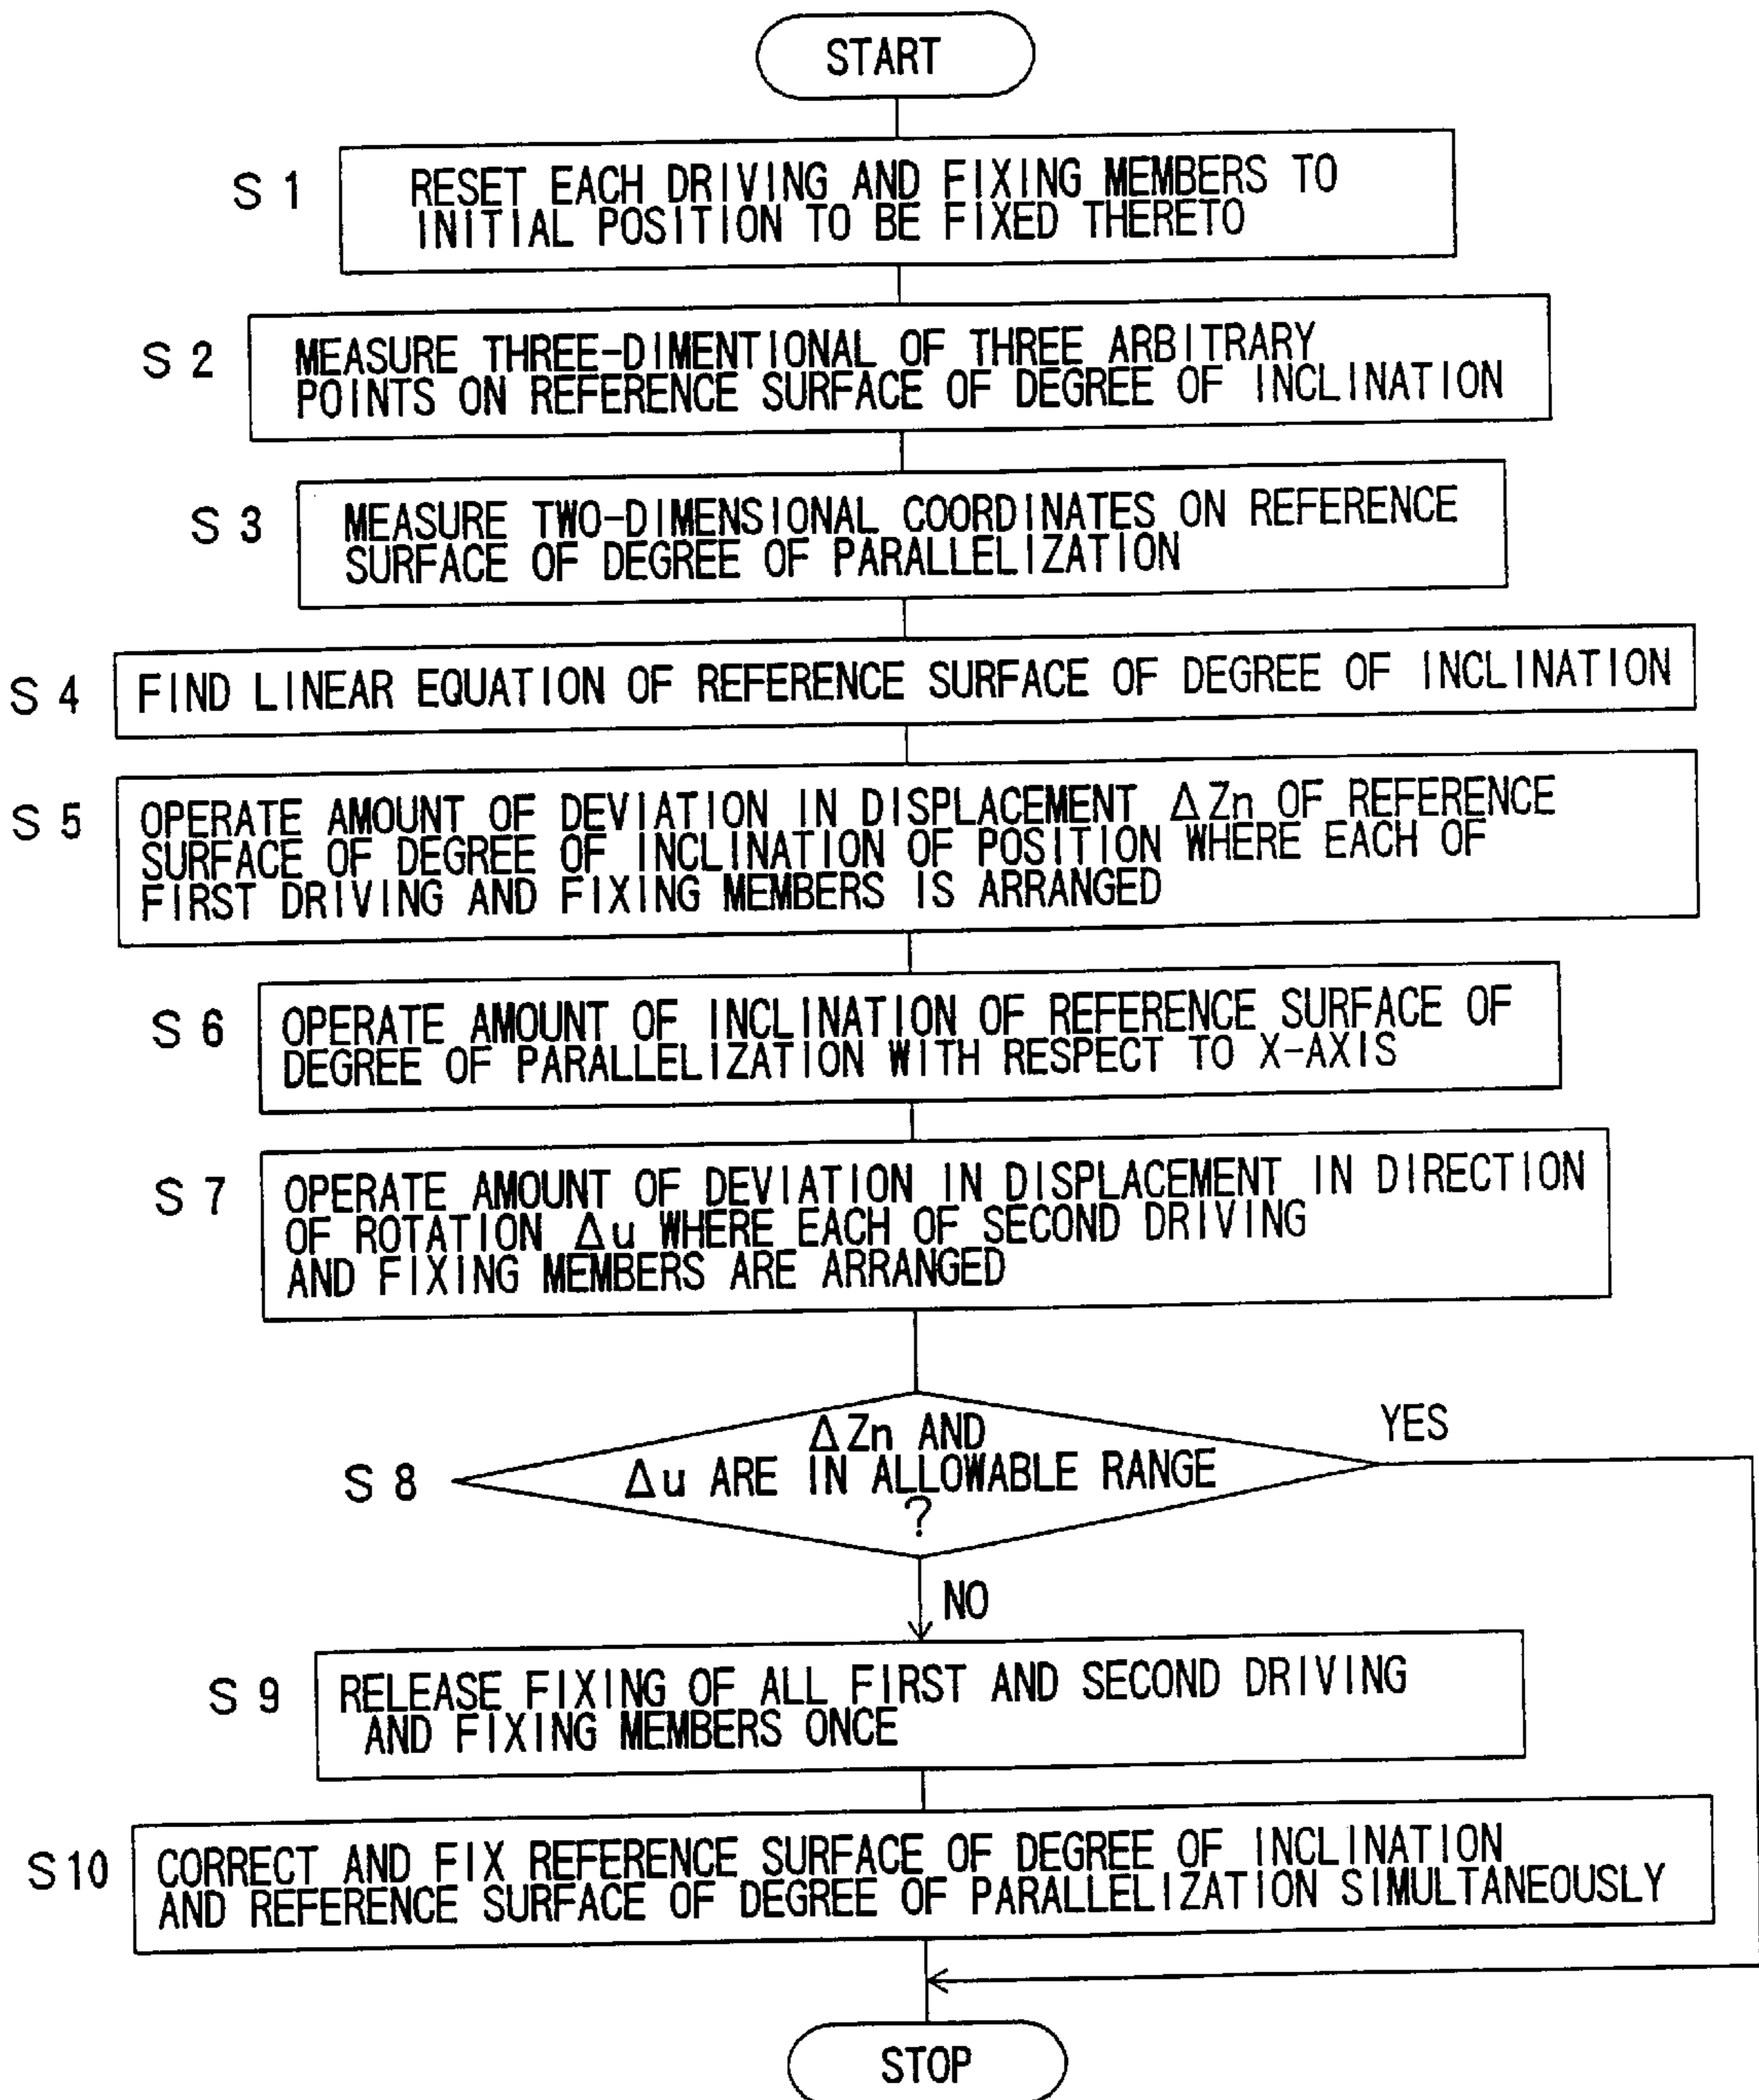 START
S 1
RESET EACH DRIVING AND FIXING MEMBERS TO
INITIAL POSITION TO BE FIXED THERETO
S 2
MEASURE THREE-DIMENTIONAL OF THREE ARBITRARY
POINTS ON REFERENCE SURFACE OF DEGREE OF INCLINATION
S 3
MEASURE TWO-DIMENSIONAL COORDINATES ON REFERENCE
SURFACE OF DEGREE OF PARALLELIZATION
S 4
FIND LINEAR EQUATION OF REFERENCE SURFACE OF DEGREE OF INCLINATION
S 5
OPERATE AMOUNT OF DEVIATION IN DISPLACEMENT ΔZn OF REFERENCE
SURFACE OF DEGREE OF INCLINATION OF POSITION WHERE EACH OF
FIRST DRIVING AND FIXING MEMBERS IS ARRANGED
S 6
OPERATE AMOUNT OF INCLINATION OF REFERENCE SURFACE OF
DEGREE OF PARALLELIZATION WITH RESPECT TO X-AXIS
S 7
OPERATE AMOUNT OF DEVIATION IN DISPLACEMENT IN DIRECTION
OF ROTATION Δu WHERE EACH OF SECOND DRIVING
AND FIXING MEMBERS ARE ARRANGED
S 8
ΔZn AND
Δu ARE IN ALLOWABLE RANGE
?
YES
NO
S 9
RELEASE FIXING OF ALL FIRST AND SECOND DRIVING
AND FIXING MEMBERS ONCE
S 10
CORRECT AND FIX REFERENCE SURFACE OF DEGREE OF INCLINATION
AND REFERENCE SURFACE OF DEGREE OF PARALLELIZATION SIMULTANEOUSLY
STOP